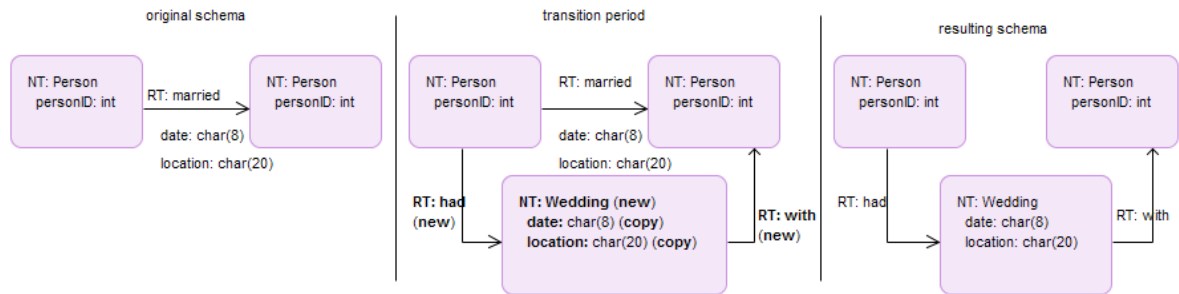 original schema
NT: Person
personID: int
RT: married
date: char(8)
location: char(20)
NT: Person
personID: int
transition period
NT: Person
personID: int
RT: married
date: char(8)
location: char(20)
NT: Person
personID: int
RT: had
(new)
NT: Wedding (new)
date: char(8) (copy)
location: char(20) (copy)
RT: with
(new)
resulting schema
NT: Person
personID: int
NT: Person
personID: int
RT: had
NT: Wedding
date: char(8)
location: char(20)
RT: with